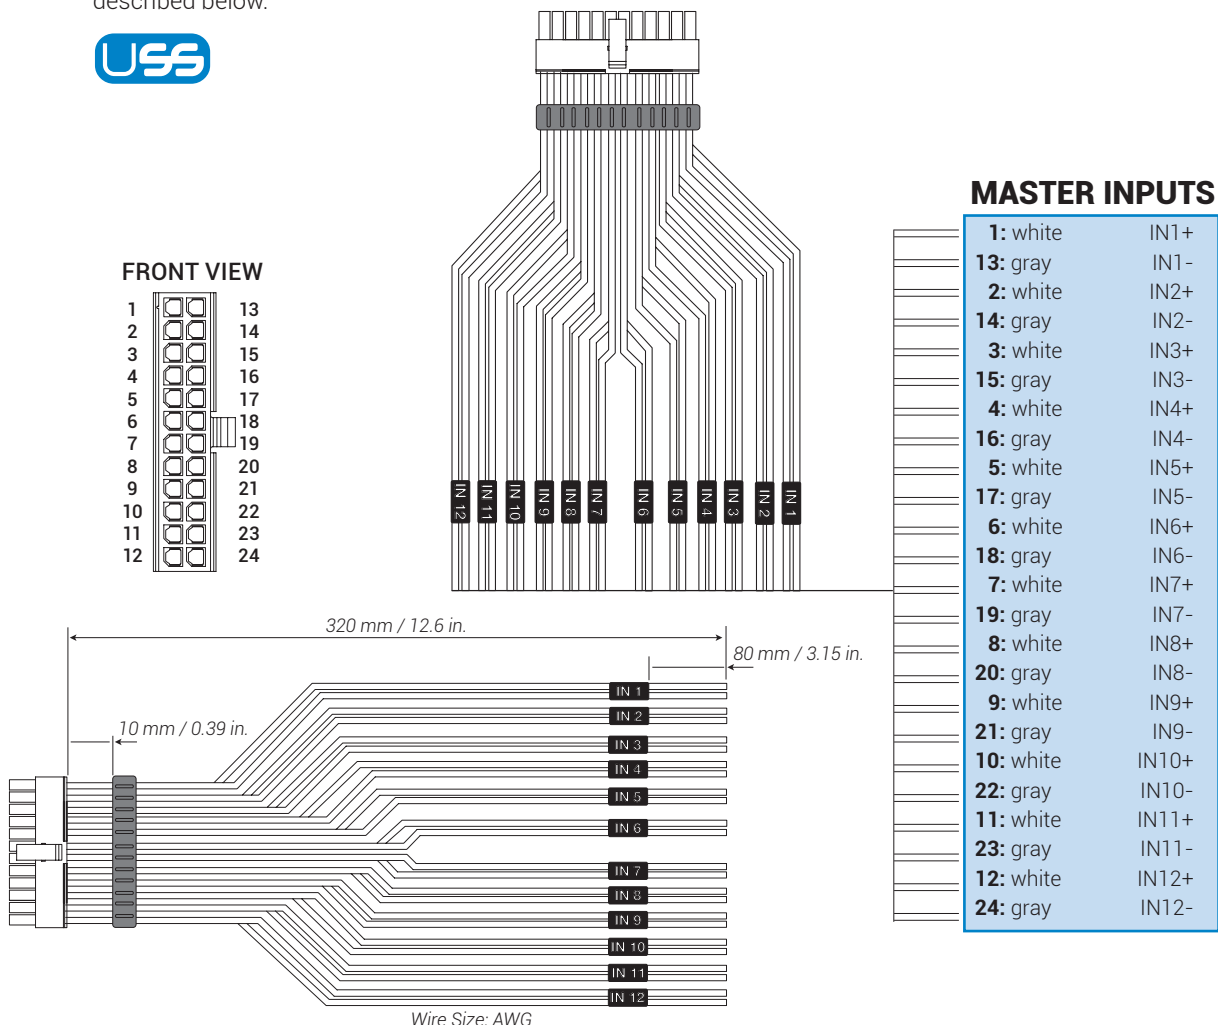 described below.
USS
MASTER INPUTS
1: white IN1+
13: gray IN1-
2: white IN2+
14: gray IN2-
3: white IN3+
15: gray IN3-
4: white IN4+
16: gray IN4-
5: white IN5+
17: gray IN5-
6: white IN6+
18: gray IN6-
7: white IN7+
19: gray IN7-
8: white IN8+
20: gray IN8-
9: white IN9+
21: gray IN9-
10: white IN10+
22: gray IN10-
11: white IN11+
23: gray IN11-
12: white IN12+
24: gray IN12-
FRONT VIEW
1 13
2 14
3 15
4 16
5 17
6 18
7 19
8 20
9 21
10 22
11 23
12 24
IN 12
IN 11
IN 10
IN 9
IN 8
IN 7
IN 6
IN 5
IN 4
IN 3
IN 2
IN 1
320 mm / 12.6 in.
80 mm / 3.15 in.
10 mm / 0.39 in.
IN 1
IN 2
IN 3
IN 4
IN 5
IN 6
IN 7
IN 8
IN 9
IN 10
IN 11
IN 12
Wire Size: AWG